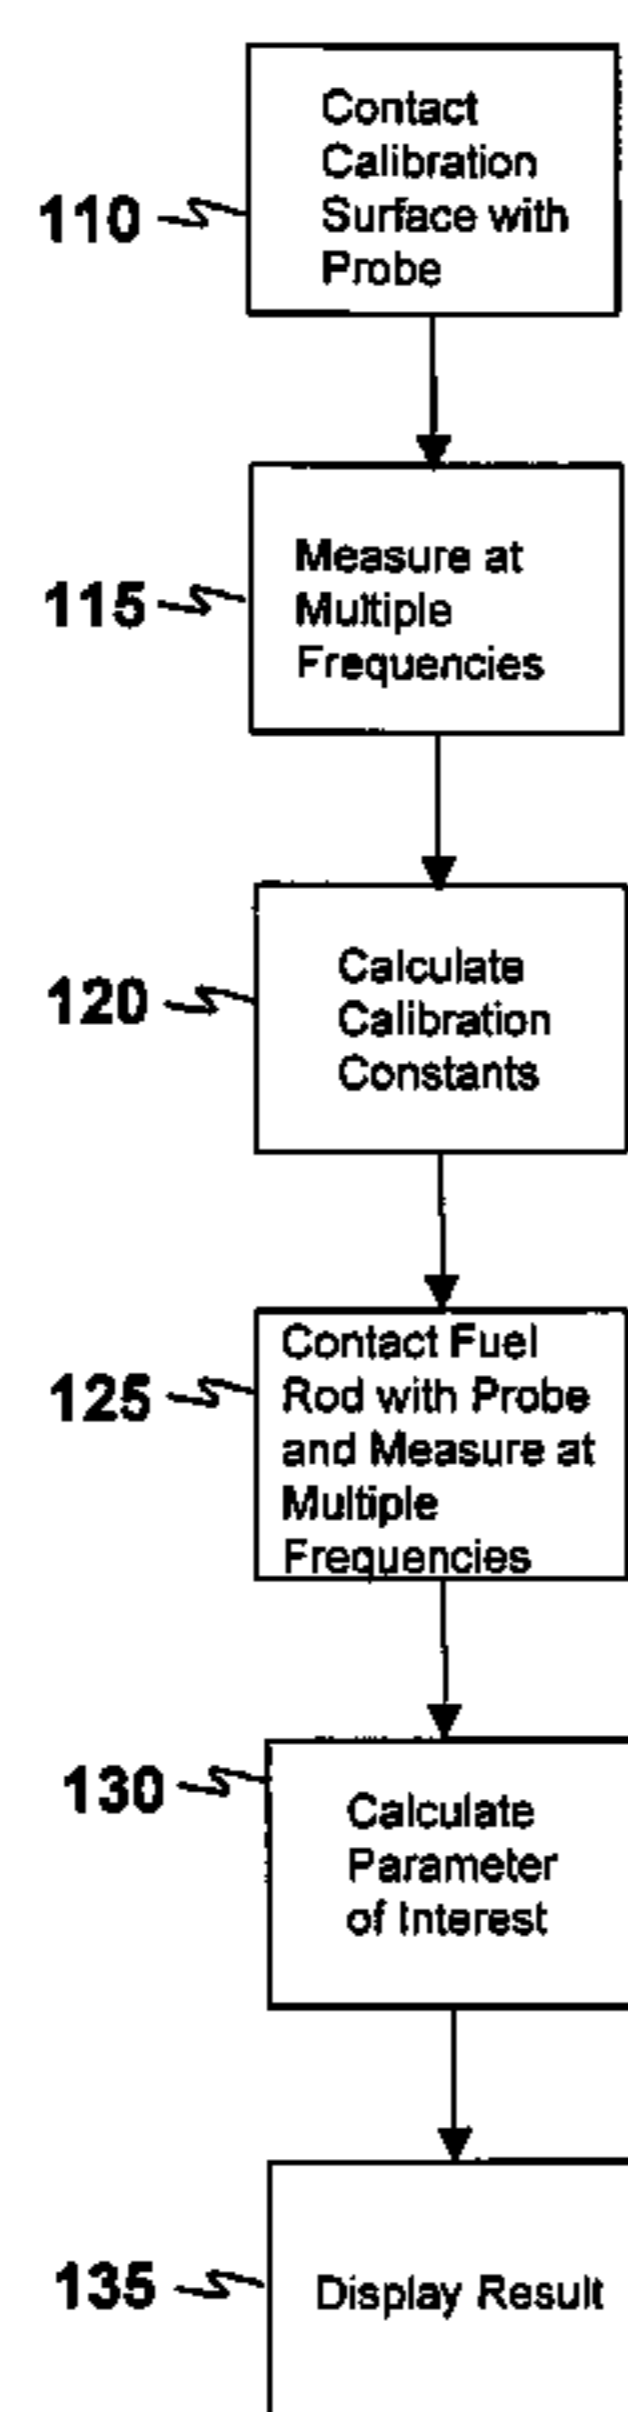 Contact
Calibration
Surface with
Probe
110
Measure at
Multiple
Frequencies
115
Calculate
Calibration
Constants
120
Contact Fuel
Rod with Probe
and Measure at
Multiple
Frequencies
125
Calculate
Parameter
of Interest
130
Display Result
135